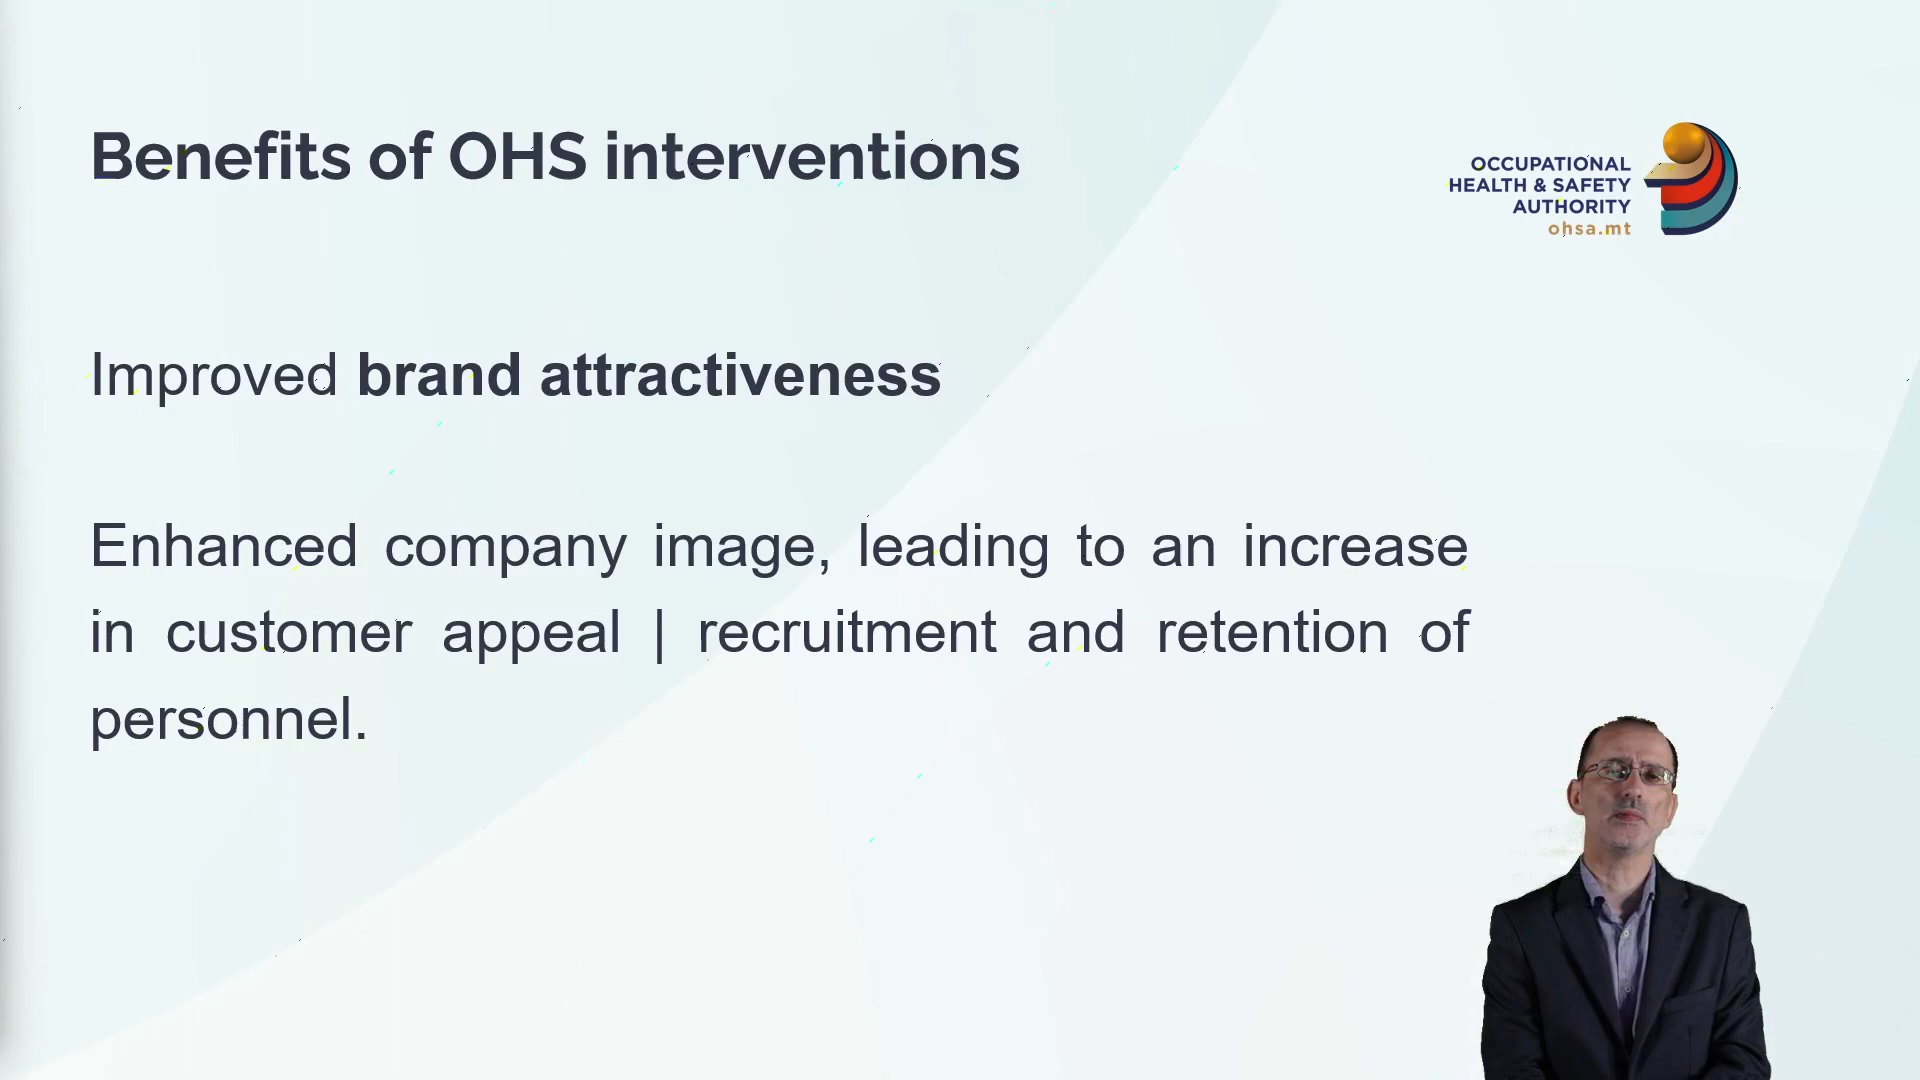 Benefits of OHS interventions
OCCUPATIONAL
HEALTH & SAFETY
AUTHORITY
ohsa.mt
Improved brand attractiveness
Enhanced company image, leading to an increase
in customer appeal | recruitment and retention of
personnel.